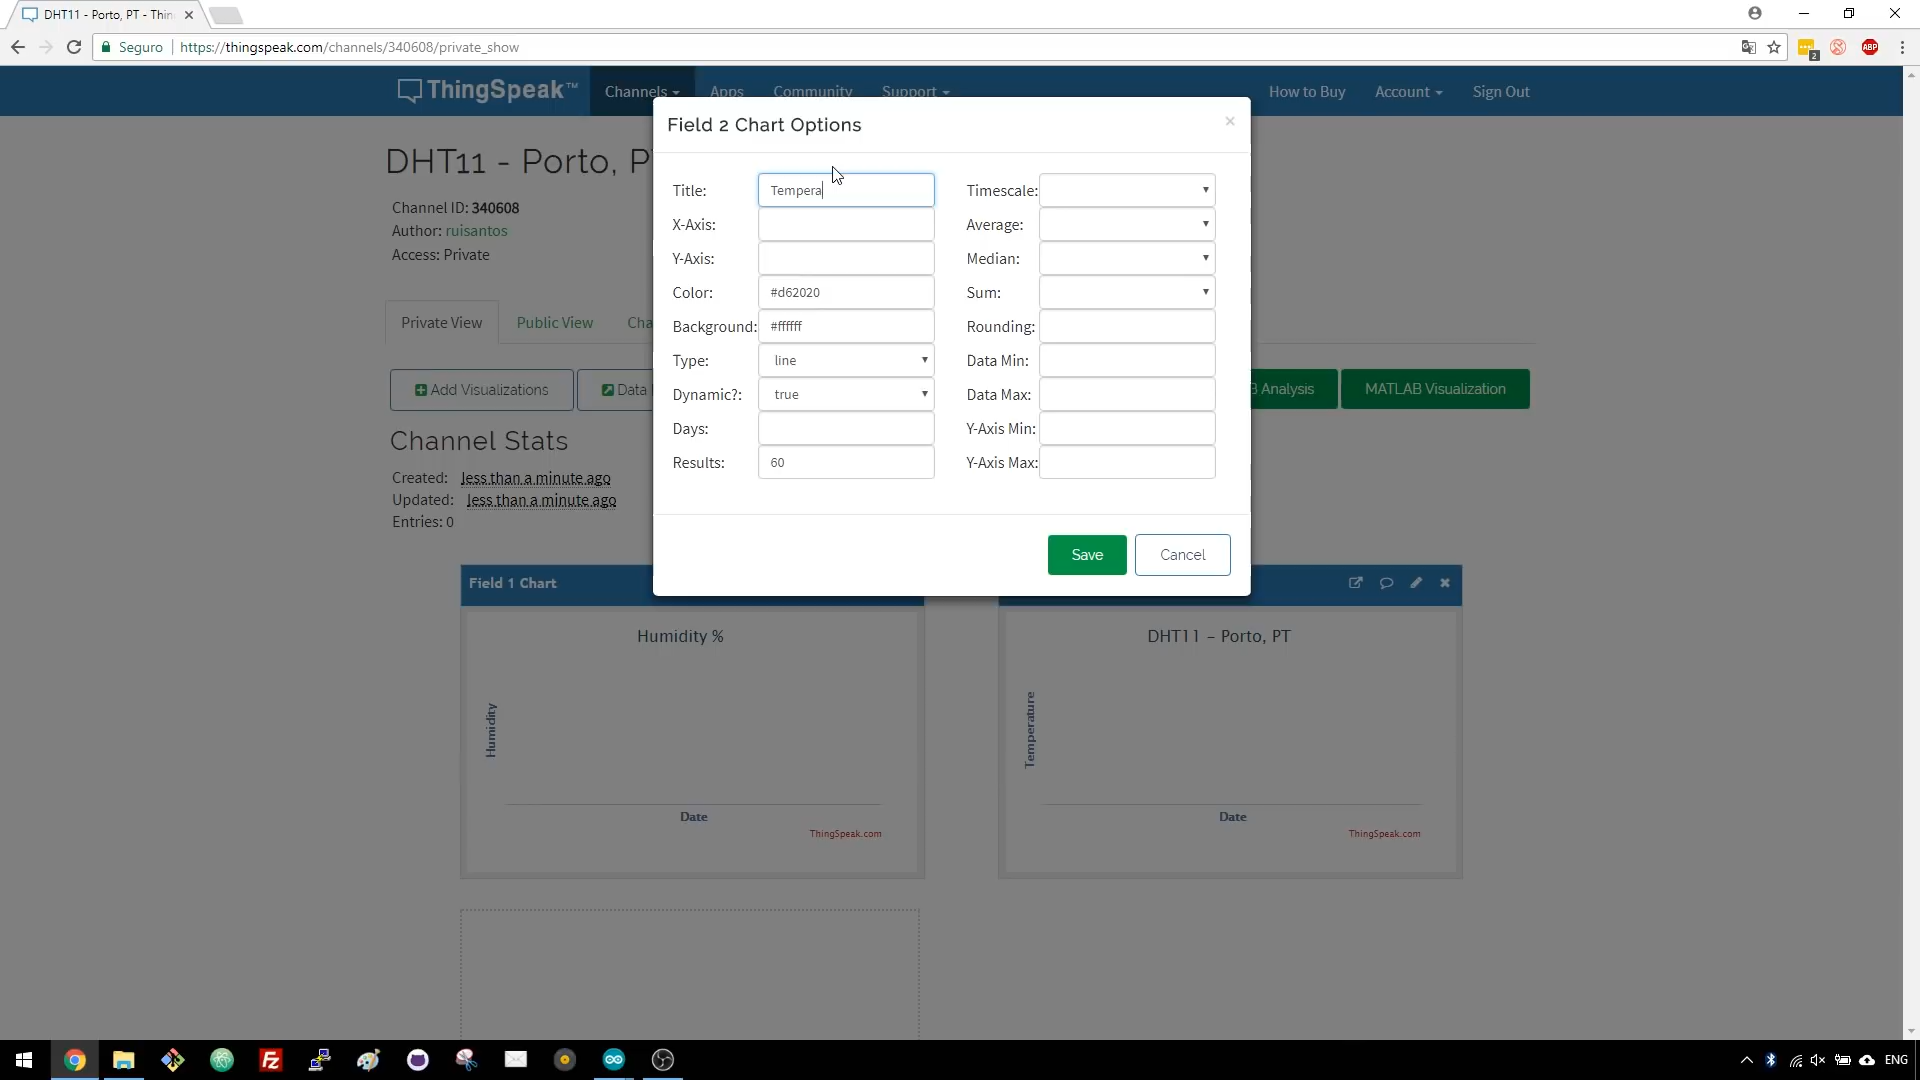 DHT11 - Porto, PT - Thin
Seguro
https://thingspeak.com/channels/340608/private_show
2
ABP
ThingSpeak™
Channels
Apps
Community
Support
How to Buy
Account
Sign Out
DHT11 - Porto, P
Channel ID: 340608
Author: ruisantos
Access: Private
Private View
Public View
Cha
Add Visualizations
Data
B Analysis
MATLAB Visualization
Channel Stats
Created: less than a minute ago
Updated: less than a minute ago
Entries: 0
Field 2 Chart Options
×
Title: Tempera
X-Axis:
Y-Axis:
Color: #d62020
Background: #ffffff
Type: line
Dynamic?: true
Days:
Results: 60
Timescale:
Average:
Median:
Sum:
Rounding:
Data Min:
Data Max:
Y-Axis Min:
Y-Axis Max:
Save
Cancel
Field 1 Chart
Humidity %
Humidity
Date
ThingSpeak.com
DHT11 – Porto, PT
Temperature
Date
ThingSpeak.com
FZ
ENG